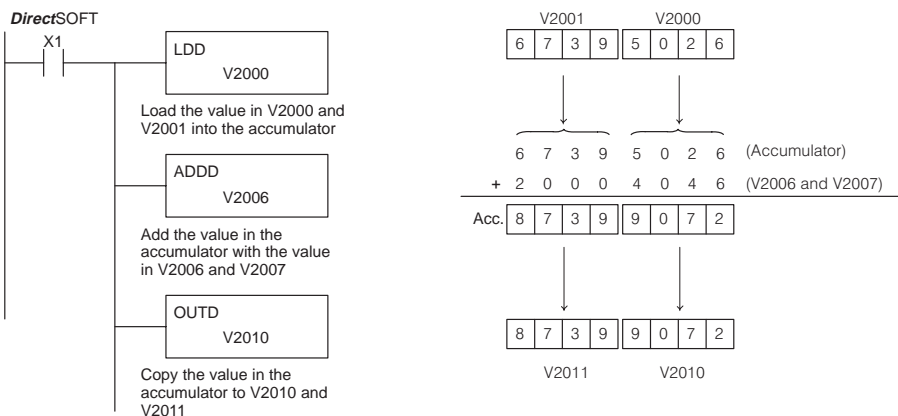 DirectSOFT
X1
LDD
V2000
Load the value in V2000 and
V2001 into the accumulator
ADDD
V2006
Add the value in the
accumulator with the value
in V2006 and V2007
OUTD
V2010
Copy the value in the
accumulator to V2010 and
V2011
V2001 V2000
6 7 3 9 5 0 2 6
6 7 3 9 5 0 2 6 (Accumulator)
+ 2 0 0 0 4 0 4 6 (V2006 and V2007)
Acc. 8 7 3 9 9 0 7 2
8 7 3 9 9 0 7 2
V2011 V2010